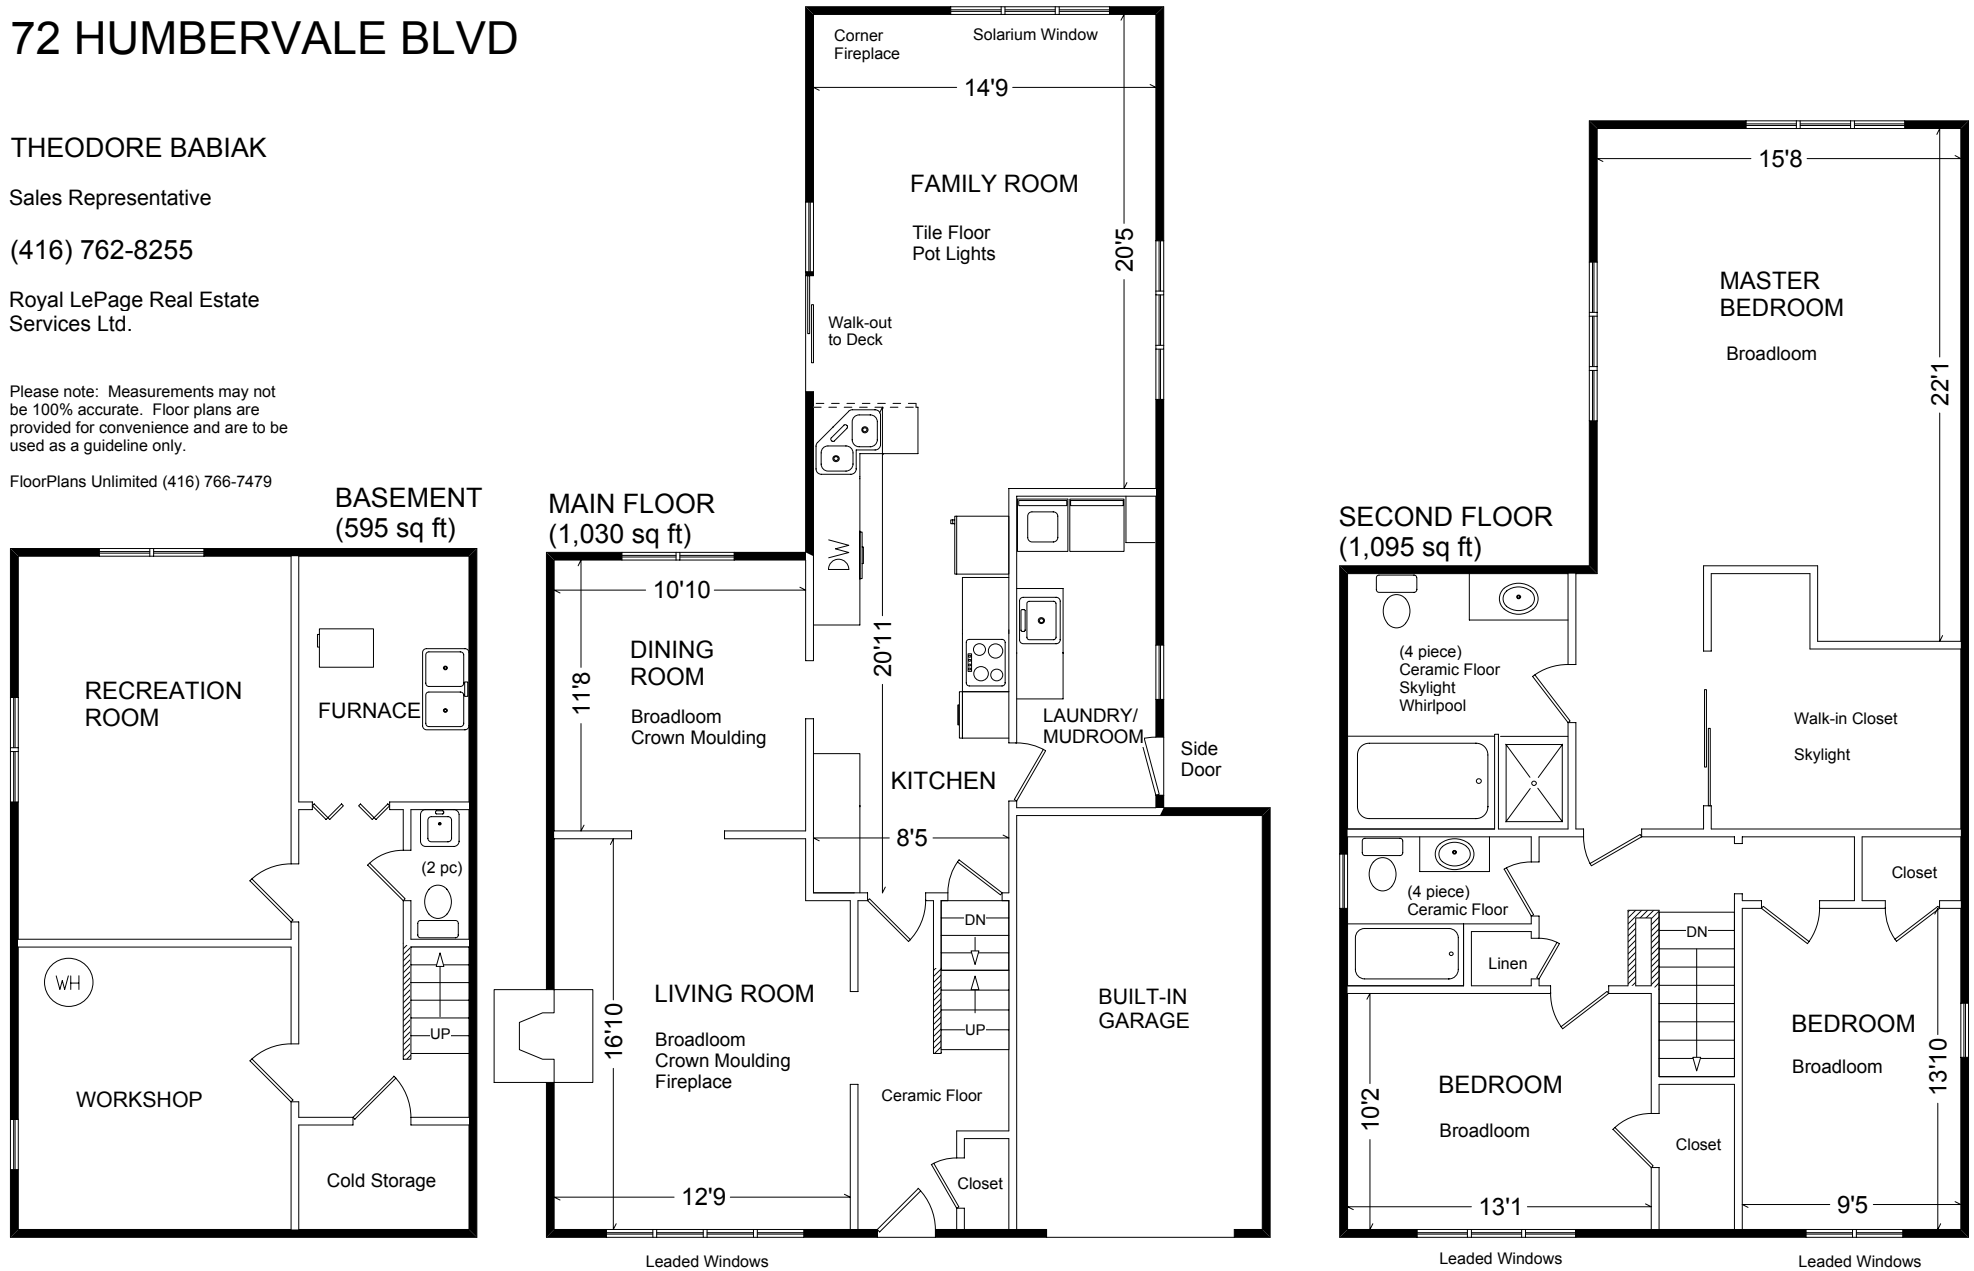 72 HUMBERVALE BLVD
THEODORE BABIAK
Sales Representative
(416) 762-8255
Royal LePage Real Estate
Services Ltd.
Please note:  Measurements may not
be 100% accurate.  Floor plans are
provided for convenience and are to be
used as a guideline only.
FloorPlans Unlimited (416) 766-7479
BASEMENT
(595 sq ft)
RECREATION
ROOM
FURNACE
(2 pc)
WH
UP
WORKSHOP
Cold Storage
MAIN FLOOR
(1,030 sq ft)
Corner
Fireplace
Solarium Window
14'9
FAMILY ROOM
Tile Floor
Pot Lights
20'5
Walk-out
to Deck
DW
10'10
DINING
ROOM
11'8
Broadloom
Crown Moulding
20'11
LAUNDRY/
MUDROOM
Side
Door
KITCHEN
8'5
DN
UP
LIVING ROOM
16'10
Broadloom
Crown Moulding
Fireplace
BUILT-IN
GARAGE
Ceramic Floor
Closet
12'9
Leaded Windows
SECOND FLOOR
(1,095 sq ft)
15'8
MASTER
BEDROOM
Broadloom
22'1
(4 piece)
Ceramic Floor
Skylight
Whirlpool
Walk-in Closet
Skylight
(4 piece)
Ceramic Floor
Closet
Linen
DN
BEDROOM
Broadloom
13'10
BEDROOM
10'2
Broadloom
Closet
13'1
9'5
Leaded Windows
Leaded Windows